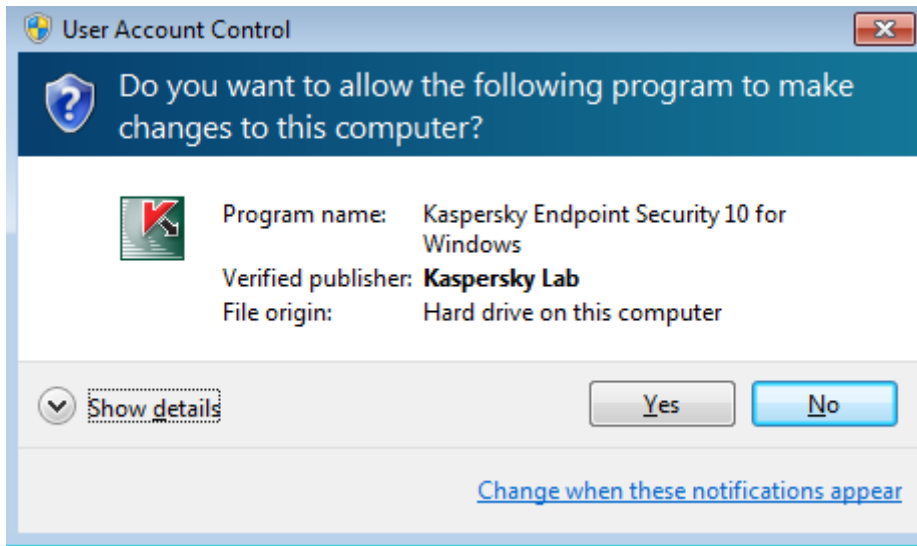 User Account Control
Do you want to allow the following program to make
changes to this computer?
Program name: Kaspersky Endpoint Security 10 for
Windows
Verified publisher: Kaspersky Lab
File origin: Hard drive on this computer
Show details
Yes No
Change when these notifications appear